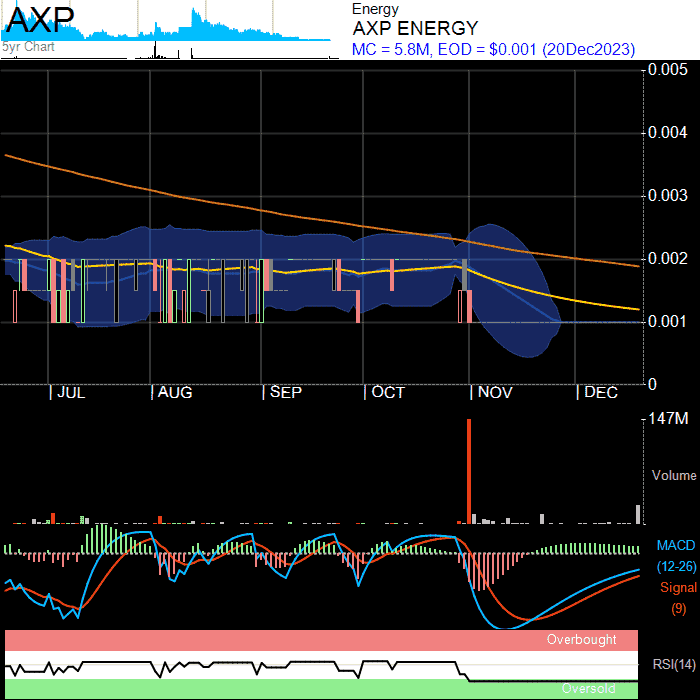 AXP
5yr Chart
Energy
AXP ENERGY
MC = 5.8M, EOD = $0.001 (20Dec2023)
0.005
0.004
0.003
0.002
0.001
0
| JUL | AUG | SEP | OCT | NOV | DEC
147M
Volume
MACD
(12-26)
Signal
(9)
Overbought
RSI(14)
Oversold